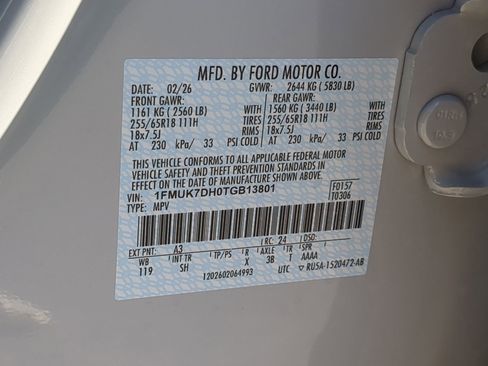 MFD. BY FORD MOTOR CO.
DATE: 02/26 GVWR: 2644 KG ( 5830 LB)
FRONT GAWR: REAR GAWR:
1161 KG ( 2560 LB) WITH 1560 KG ( 3440 LB) WITH
255/65R18 111H TIRES 255/65R18 111H TIRES
18x7.5J RIMS 18x7.5J RIMS
AT 230 kPa/ 33 PSI COLD AT 230 kPa/ 33 PSI COLD
THIS VEHICLE CONFORMS TO ALL APPLICABLE FEDERAL MOTOR
VEHICLE SAFETY AND THEFT PREVENTION STANDARDS IN
EFFECT ON THE DATE OF MANUFACTURE SHOWN ABOVE.
VIN: 1FMUK7DH0TGB13801 F0157
TYPE: MPV T0306
EXT PNT: A3 RC: 24 DSO:
WB INT TR TP/PS R AXLE TR SPR
119 SH X 3B T AAAA
1202602064993 UTC RU5A-1520472-AB